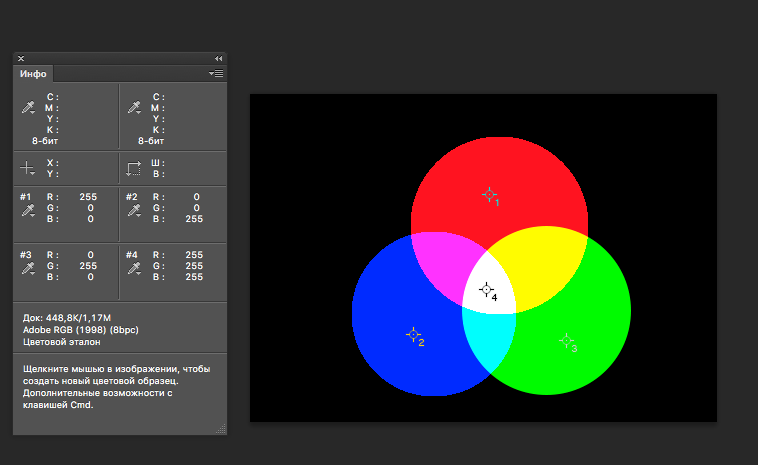 Инфо
C :
M :
Y :
K :
8-бит
C :
M :
Y :
K :
8-бит
X :
Y :
Ш :
В :
#1 R : 255
G : 0
B : 0
#2 R : 0
G : 0
B : 255
#3 R : 0
G : 255
B : 0
#4 R : 255
G : 255
B : 255
Док: 448,8K/1,17M
Adobe RGB (1998) (8bpc)
Цветовой эталон
Щелкните мышью в изображении, чтобы
создать новый цветовой образец.
Дополнительные возможности с
клавишей Cmd.
1
4
2
3